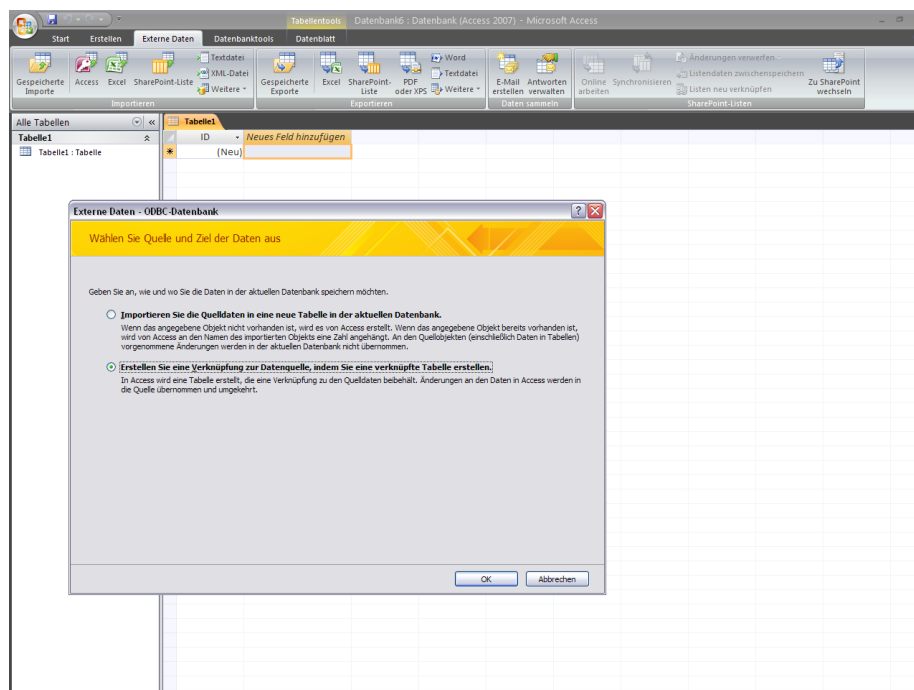 Tabellentools Datenbank6 : Datenbank (Access 2007) - Microsoft Access
Start Erstellen Externe Daten Datenbanktools Datenblatt
Gespeicherte Importe
Access Excel SharePoint-Liste
Textdatei
XML-Datei
Weitere
Importieren
Gespeicherte Exporte
Excel
SharePoint-Liste
PDF oder XPS
Word
Textdatei
Weitere
Exportieren
E-Mail erstellen
Antworten verwalten
Daten sammeln
Online arbeiten
Synchronisieren
Änderungen verwerfen
Listendaten zwischenspeichern
Listen neu verknüpfen
Zu SharePoint wechseln
SharePoint-Listen
Alle Tabellen
Tabelle1
Tabelle1 : Tabelle
Tabelle1
ID Neues Feld hinzufügen
(Neu)
Externe Daten - ODBC-Datenbank
Wählen Sie Quelle und Ziel der Daten aus
Geben Sie an, wie und wo Sie die Daten in der aktuellen Datenbank speichern möchten.
Importieren Sie die Quelldaten in eine neue Tabelle in der aktuellen Datenbank.
Wenn das angegebene Objekt nicht vorhanden ist, wird es von Access erstellt. Wenn das angegebene Objekt bereits vorhanden ist,
wird von Access an den Namen des importierten Objekts eine Zahl angehängt. An den Quellobjekten (einschließlich Daten in Tabellen)
vorgenommene Änderungen werden in der aktuellen Datenbank nicht übernommen.
Erstellen Sie eine Verknüpfung zur Datenquelle, indem Sie eine verknüpfte Tabelle erstellen.
In Access wird eine Tabelle erstellt, die eine Verknüpfung zu den Quelldaten beibehält. Änderungen an den Daten in Access werden in
die Quelle übernommen und umgekehrt.
OK Abbrechen